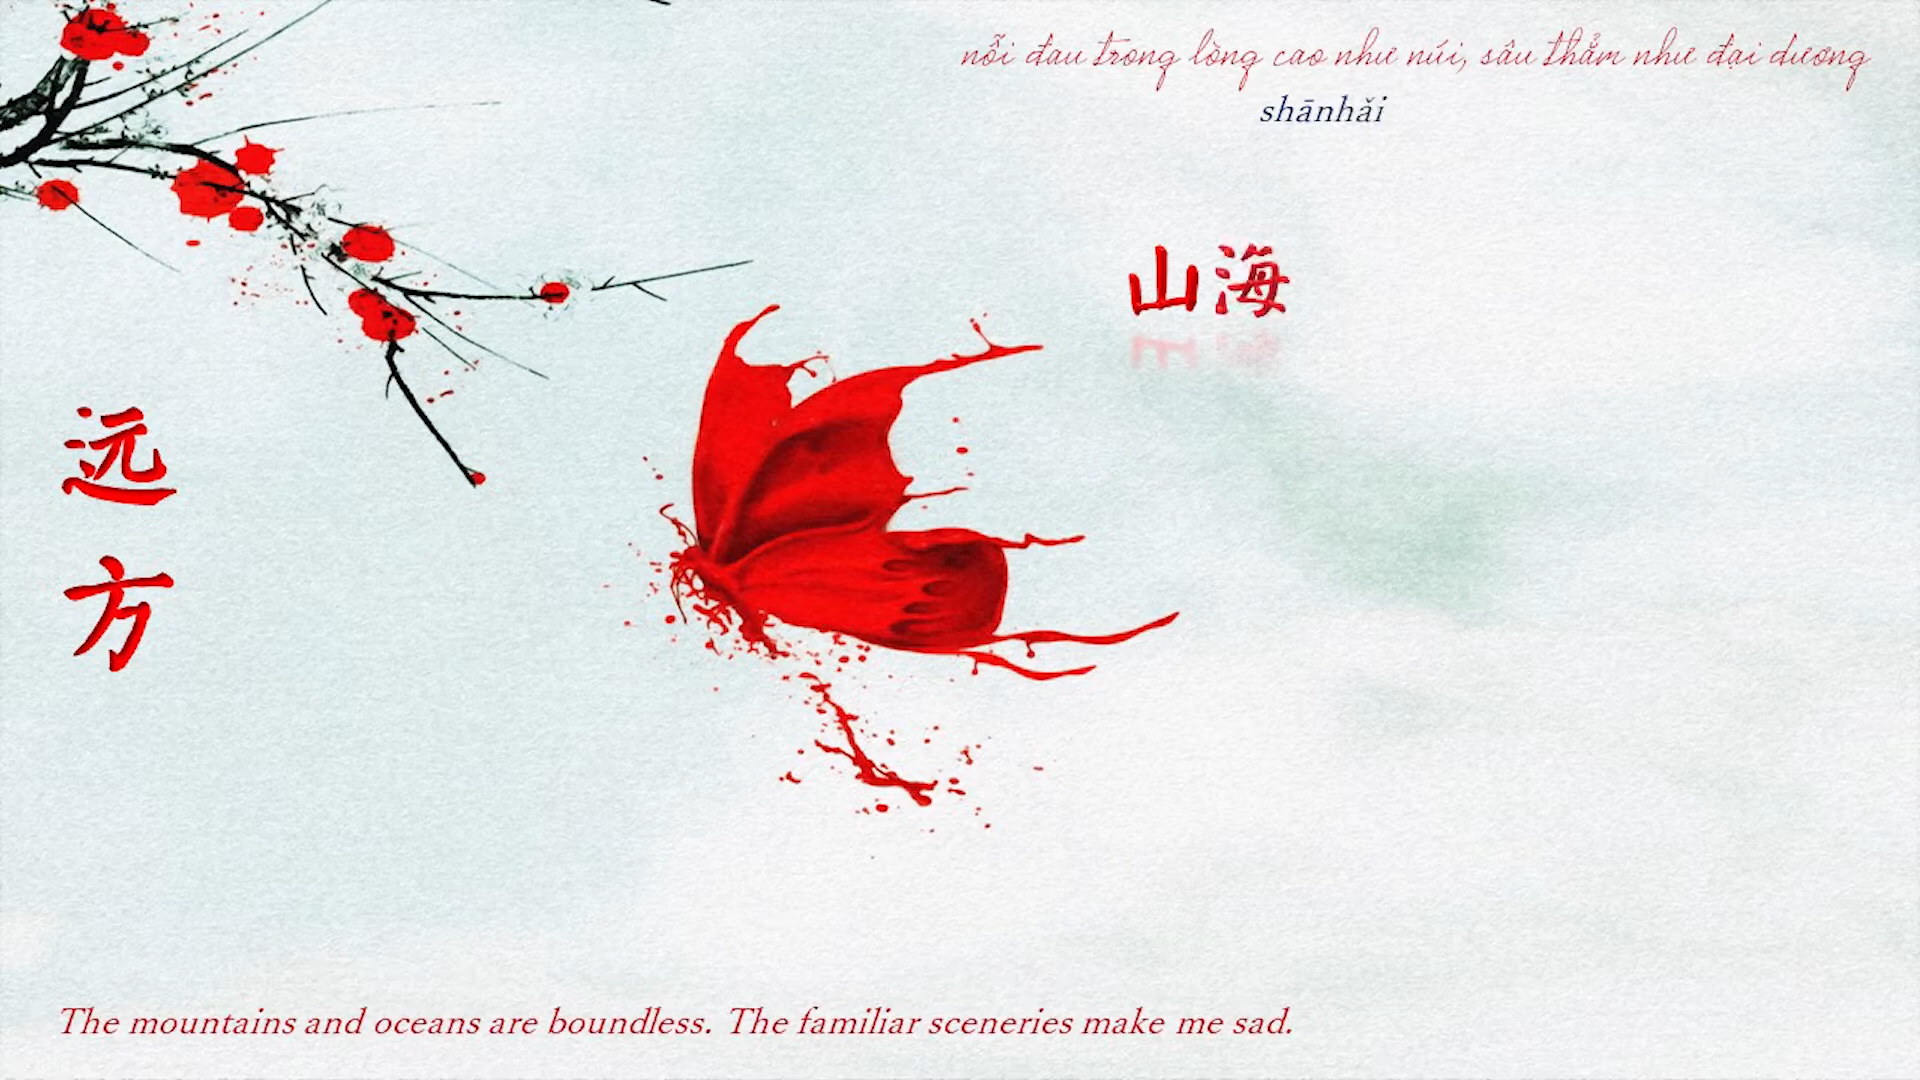 nỗi đau trong lòng cao như núi, sâu thẳm như đại dương
shānhǎi
山海
远方
The mountains and oceans are boundless. The familiar sceneries make me sad.